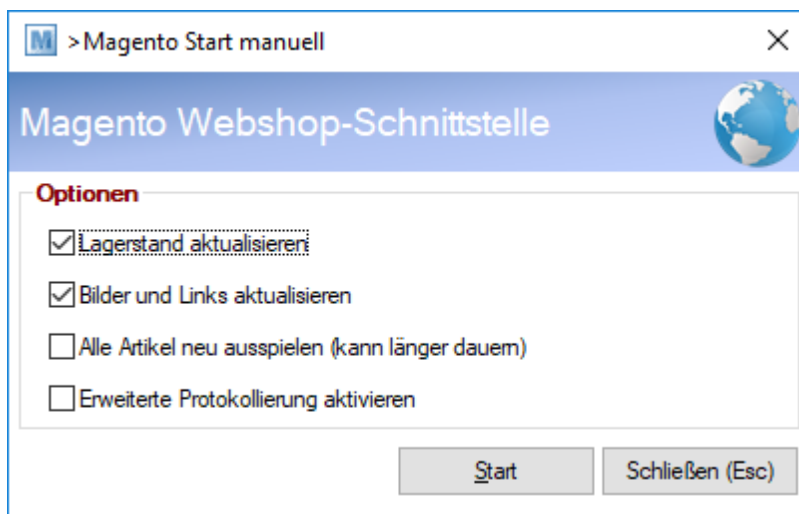 M >Magento Start manuell
Magento Webshop-Schnittstelle
Optionen
Lagerstand aktualisieren
Bilder und Links aktualisieren
Alle Artikel neu ausspielen (kann länger dauern)
Erweiterte Protokollierung aktivieren
Start Schließen (Esc)